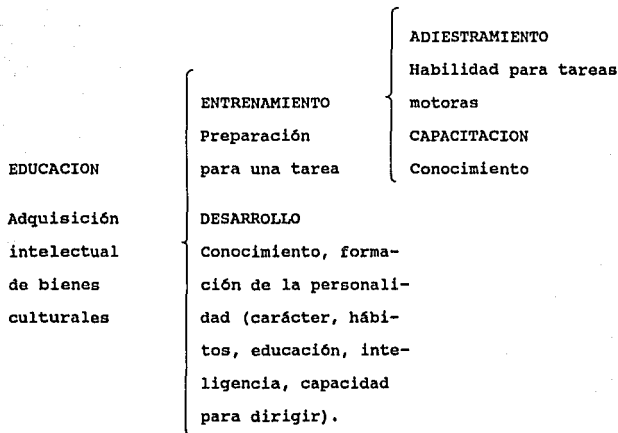 EDUCACION
Adquisición
intelectual
de bienes
culturales
ENTRENAMIENTO
Preparación
para una tarea
DESARROLLO
Conocimiento, forma-
ción de la personali-
dad (carácter, hábi-
tos, educación, inte-
ligencia, capacidad
para dirigir).
ADIESTRAMIENTO
Habilidad para tareas
motoras
CAPACITACION
Conocimiento